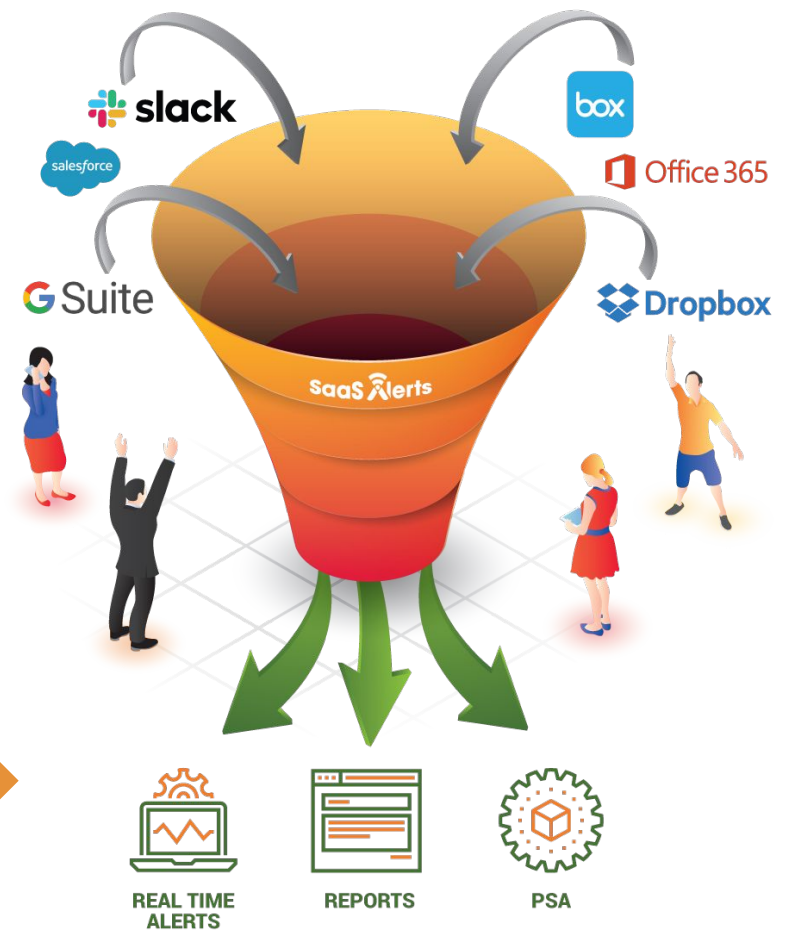 slack
box
salesforce
Office 365
G Suite
Dropbox
SaaS Alerts
REAL TIME
ALERTS
REPORTS
PSA